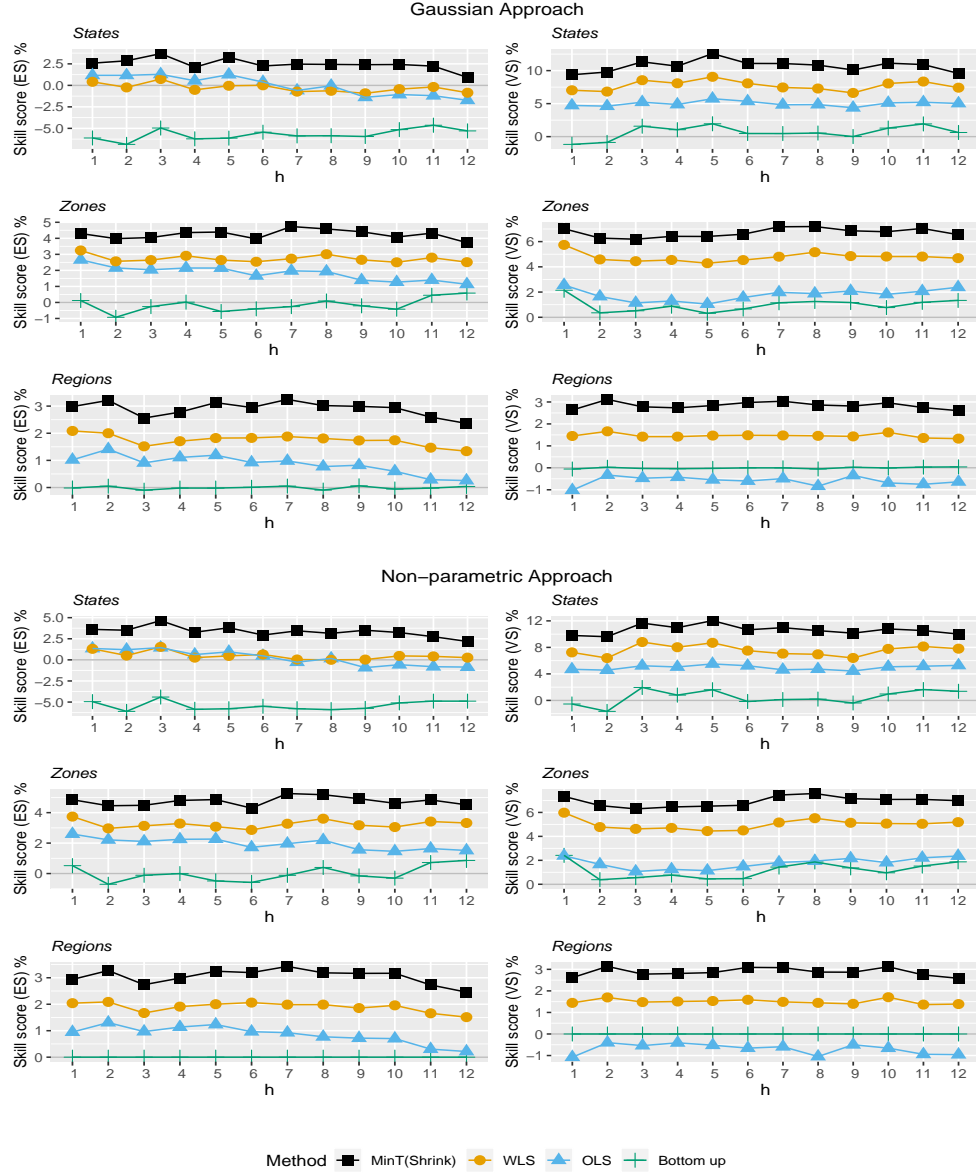 Gaussian Approach
States
Skill score (ES) %
2.5
0.0
−2.5
−5.0
1 2 3 4 5 6 7 8 9 10 11 12
h
States
Skill score (VS) %
10
5
0
1 2 3 4 5 6 7 8 9 10 11 12
h
Zones
Skill score (ES) %
5
4
3
2
1
0
−1
1 2 3 4 5 6 7 8 9 10 11 12
h
Zones
Skill score (VS) %
6
4
2
0
1 2 3 4 5 6 7 8 9 10 11 12
h
Regions
Skill score (ES) %
3
2
1
0
1 2 3 4 5 6 7 8 9 10 11 12
h
Regions
Skill score (VS) %
3
2
1
0
−1
1 2 3 4 5 6 7 8 9 10 11 12
h
Non−parametric Approach
States
Skill score (ES) %
5.0
2.5
0.0
−2.5
−5.0
1 2 3 4 5 6 7 8 9 10 11 12
h
States
Skill score (VS) %
12
8
4
0
1 2 3 4 5 6 7 8 9 10 11 12
h
Zones
Skill score (ES) %
4
2
0
1 2 3 4 5 6 7 8 9 10 11 12
h
Zones
Skill score (VS) %
6
4
2
0
1 2 3 4 5 6 7 8 9 10 11 12
h
Regions
Skill score (ES) %
3
2
1
0
1 2 3 4 5 6 7 8 9 10 11 12
h
Regions
Skill score (VS) %
3
2
1
0
−1
1 2 3 4 5 6 7 8 9 10 11 12
h
Method MinT(Shrink) WLS OLS Bottom up